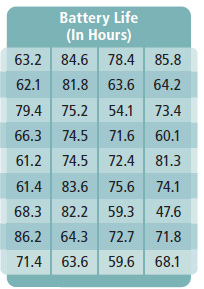 Battery Life
(In Hours)
63.2 84.6 78.4 85.8
62.1 81.8 63.6 64.2
79.4 75.2 54.1 73.4
66.3 74.5 71.6 60.1
61.2 74.5 72.4 81.3
61.4 83.6 75.6 74.1
68.3 82.2 59.3 47.6
86.2 64.3 72.7 71.8
71.4 63.6 59.6 68.1